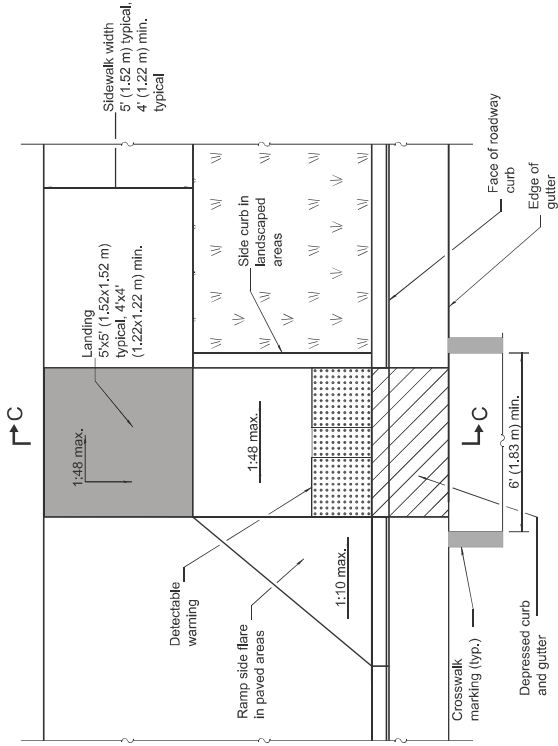 C
Sidewalk width
5' (1.52 m) typical,
4' (1.22 m) min.
typical
Landing
5'x5' (1.52x1.52 m)
typical, 4'x4'
(1.22x1.22 m) min.
1:48 max.
Side curb in
landscaped
areas
1:48 max.
Detectable
warning
Ramp side flare
in paved areas
1:10 max.
Face of roadway
curb
Edge of
gutter
C
6' (1.83 m) min.
Crosswalk
marking (typ.)
Depressed curb
and gutter